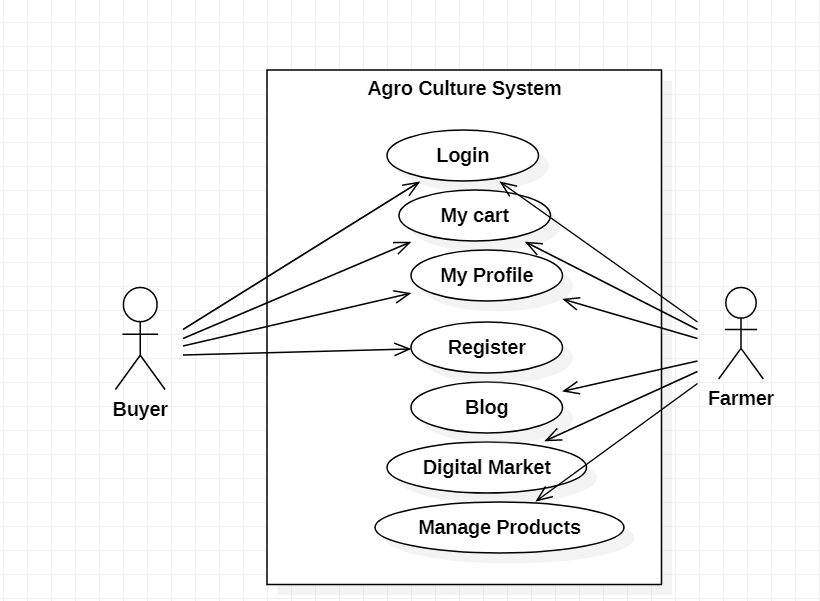 Agro Culture System
Login
My cart
My Profile
Register
Blog
Digital Market
Manage Products
Buyer
Farmer